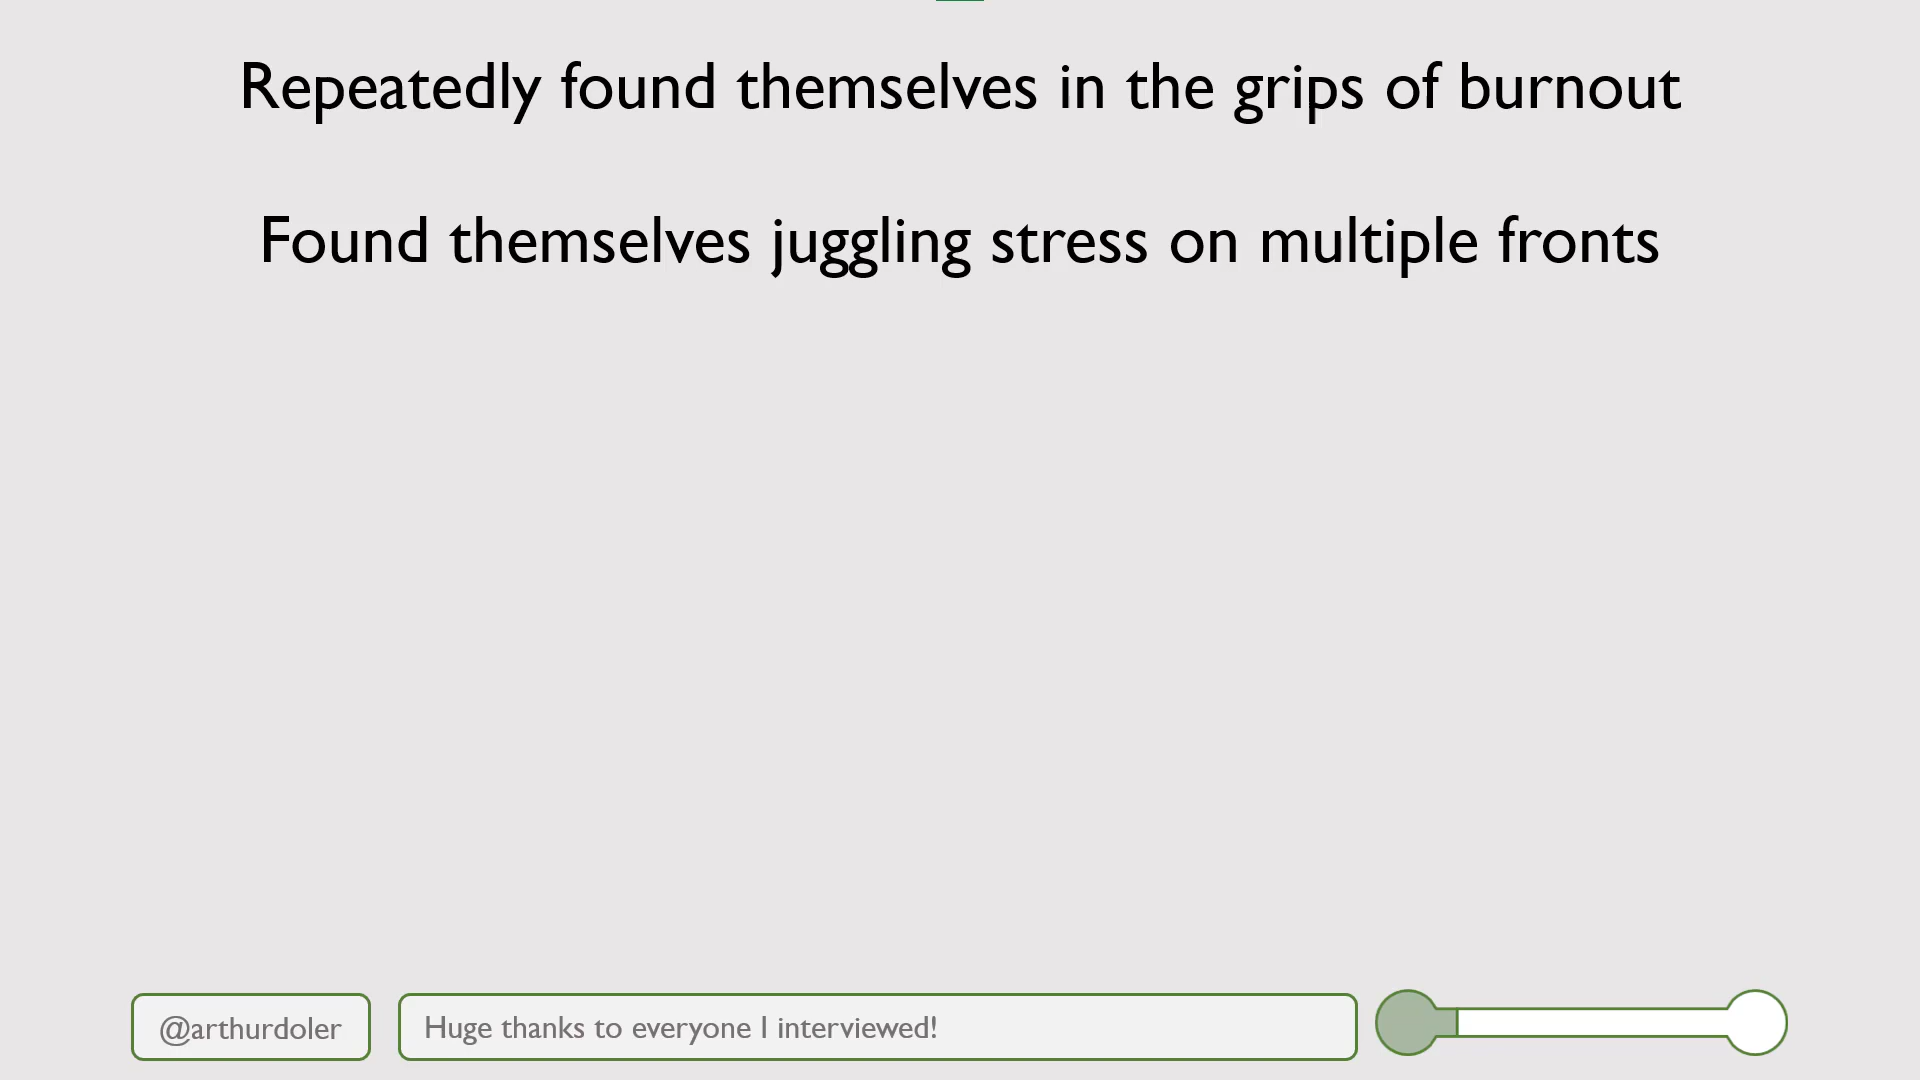 Repeatedly found themselves in the grips of burnout
Found themselves juggling stress on multiple fronts
@arthurdoler
Huge thanks to everyone I interviewed!